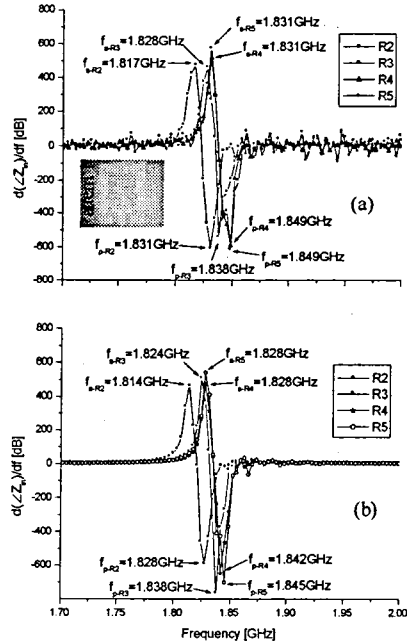 f_s-R5=1.831GHz
f_s-R3=1.828GHz
f_s-R4=1.831GHz
f_s-R2=1.817GHz
R2
R3
R4
R5
800
600
400
200
0
-200
-400
-600
-800
d(∠Z_in)/df [dB]
(a)
f_p-R4=1.849GHz
f_p-R2=1.831GHz
f_p-R5=1.849GHz
f_p-R3=1.838GHz
f_s-R5=1.828GHz
f_s-R3=1.824GHz
f_s-R4=1.828GHz
f_s-R2=1.814GHz
R2
R3
R4
R5
800
600
400
200
0
-200
-400
-600
d(∠Z_in)/df [dB]
(b)
f_p-R2=1.828GHz
f_p-R4=1.842GHz
f_p-R3=1.838GHz
f_p-R5=1.845GHz
1.70 1.75 1.80 1.85 1.90 1.95 2.00
Frequency [GHz]